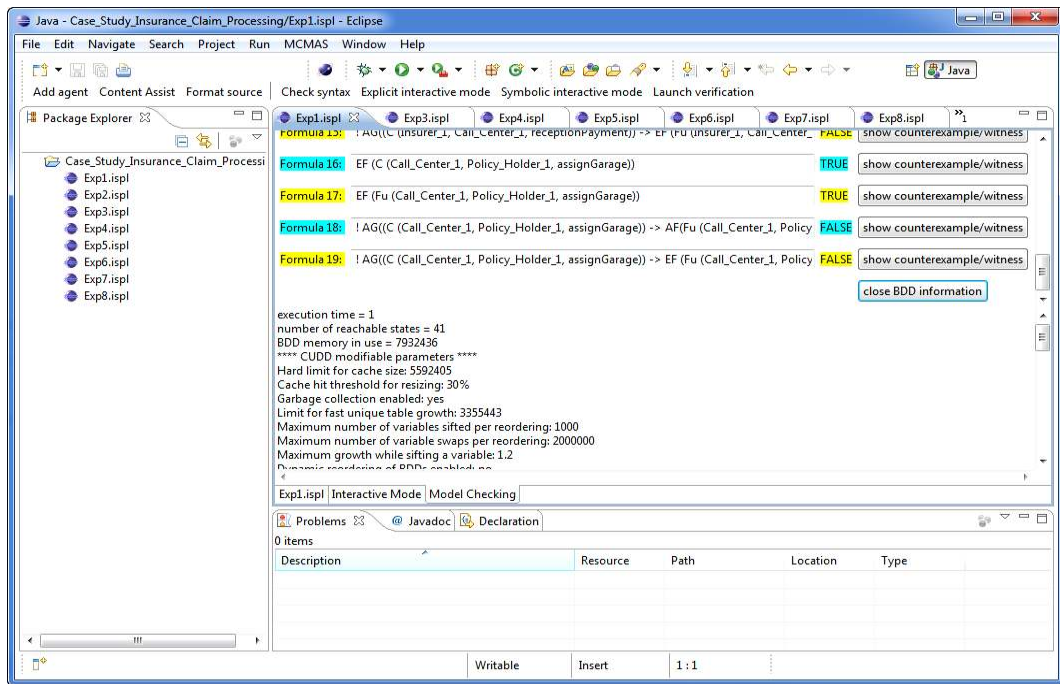 Java - Case_Study_Insurance_Claim_Processing/Exp1.ispl - Eclipse
File Edit Navigate Search Project Run MCMAS Window Help
Java
Add agent Content Assist Format source Check syntax Explicit interactive mode Symbolic interactive mode Launch verification
Package Explorer
Case_Study_Insurance_Claim_Processi
Exp1.ispl
Exp2.ispl
Exp3.ispl
Exp4.ispl
Exp5.ispl
Exp6.ispl
Exp7.ispl
Exp8.ispl
Exp1.ispl Exp3.ispl Exp4.ispl Exp5.ispl Exp6.ispl Exp7.ispl Exp8.ispl »1
Formula 15: ! AG((C (Insurer_1, Call_Center_1, receptionPayment)) -> EF (Fu (Insurer_1, Call_Center_ FALSE show counterexample/witness
Formula 16: EF (C (Call_Center_1, Policy_Holder_1, assignGarage)) TRUE show counterexample/witness
Formula 17: EF (Fu (Call_Center_1, Policy_Holder_1, assignGarage)) TRUE show counterexample/witness
Formula 18: ! AG((C (Call_Center_1, Policy_Holder_1, assignGarage)) -> AF(Fu (Call_Center_1, Policy FALSE show counterexample/witness
Formula 19: ! AG((C (Call_Center_1, Policy_Holder_1, assignGarage)) -> EF (Fu (Call_Center_1, Policy FALSE show counterexample/witness
close BDD information
execution time = 1
number of reachable states = 41
BDD memory in use = 7932436
**** CUDD modifiable parameters ****
Hard limit for cache size: 5592405
Cache hit threshold for resizing: 30%
Garbage collection enabled: yes
Limit for fast unique table growth: 3355443
Maximum number of variables sifted per reordering: 1000
Maximum number of variable swaps per reordering: 2000000
Maximum growth while sifting a variable: 1.2
Dynamic reordering of BDDs enabled: no
Exp1.ispl Interactive Mode Model Checking
Problems @ Javadoc Declaration
0 items
Description Resource Path Location Type
Writable Insert 1 : 1